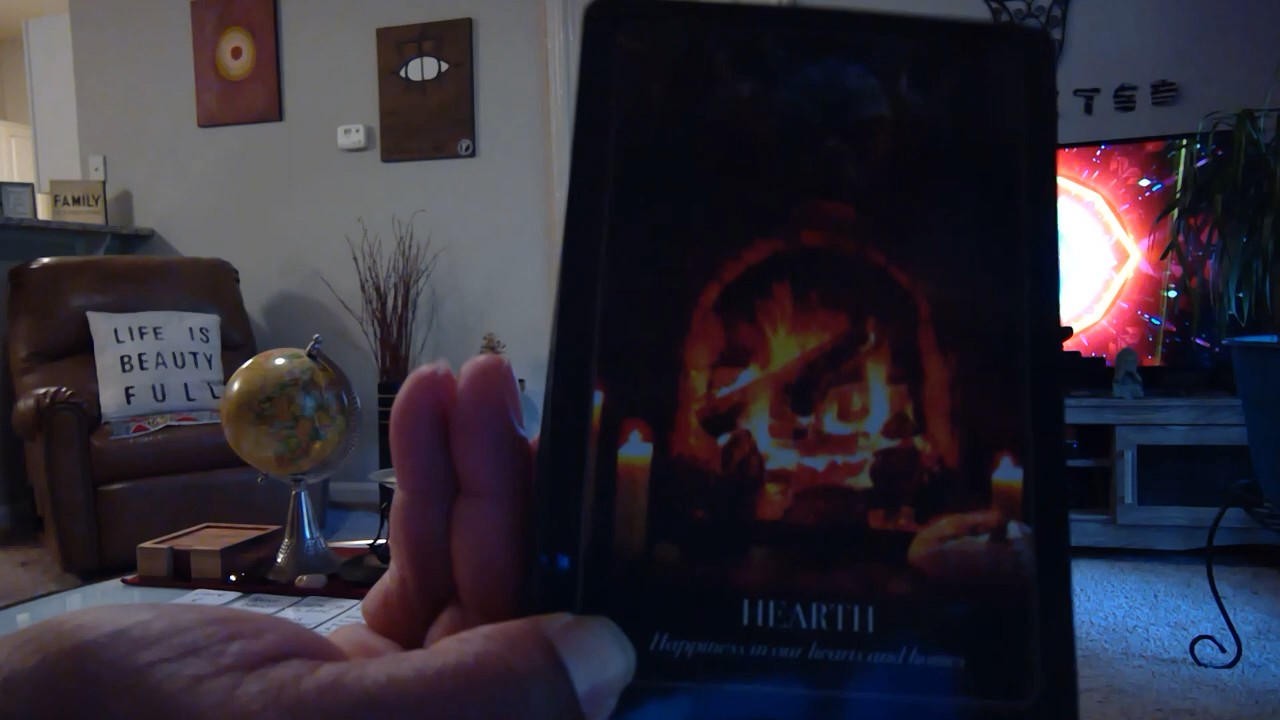 FAMILY
LIFE IS
BEAUTY
FULL
HEARTH
Happiness in our hearts and homes